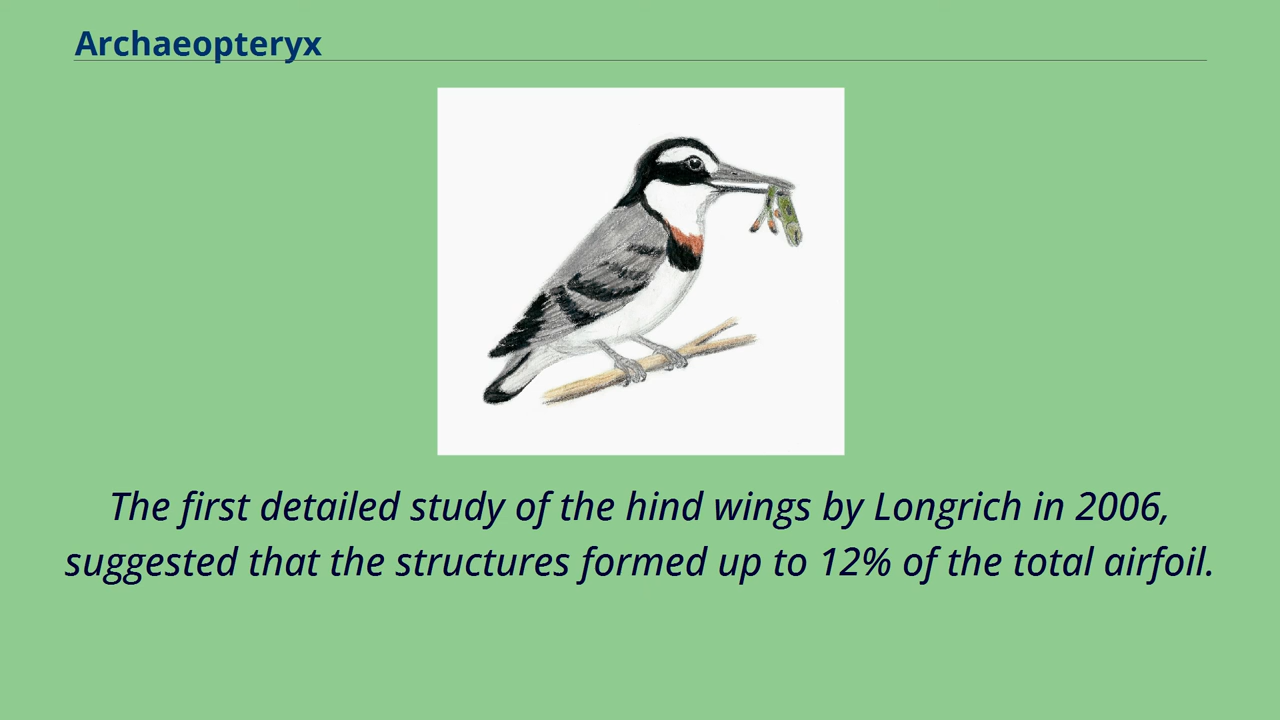 Archaeopteryx
The first detailed study of the hind wings by Longrich in 2006,
suggested that the structures formed up to 12% of the total airfoil.